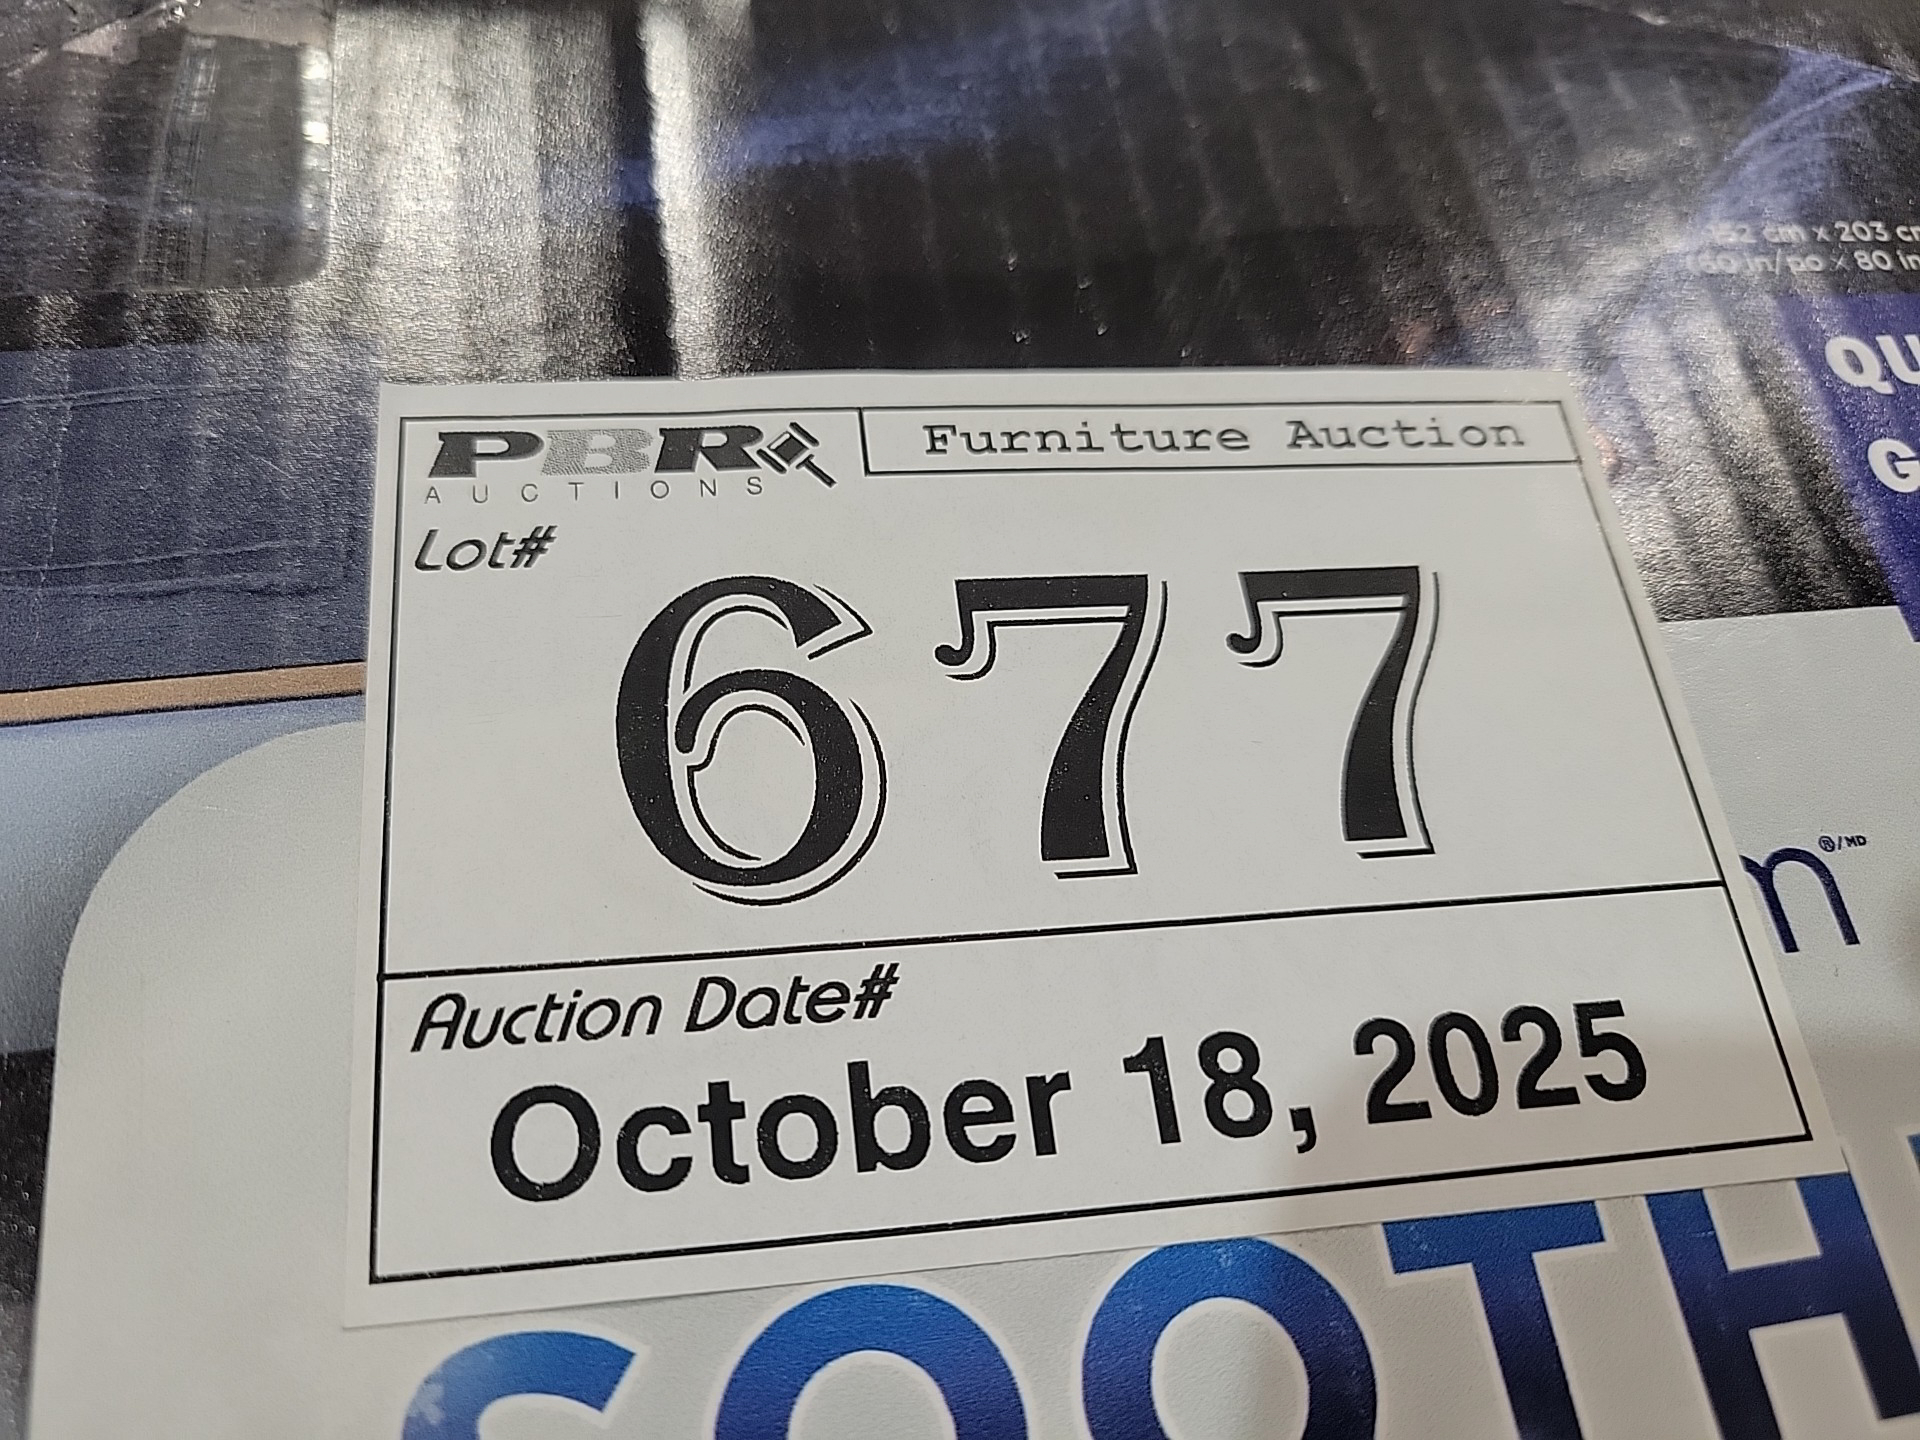 152 cm x 203 cm
(60 in/po x 80 in
QU
G
PBR
AUCTIONS
Furniture Auction
Lot#
677
n®/MD
Auction Date#
October 18, 2025
SOOTH